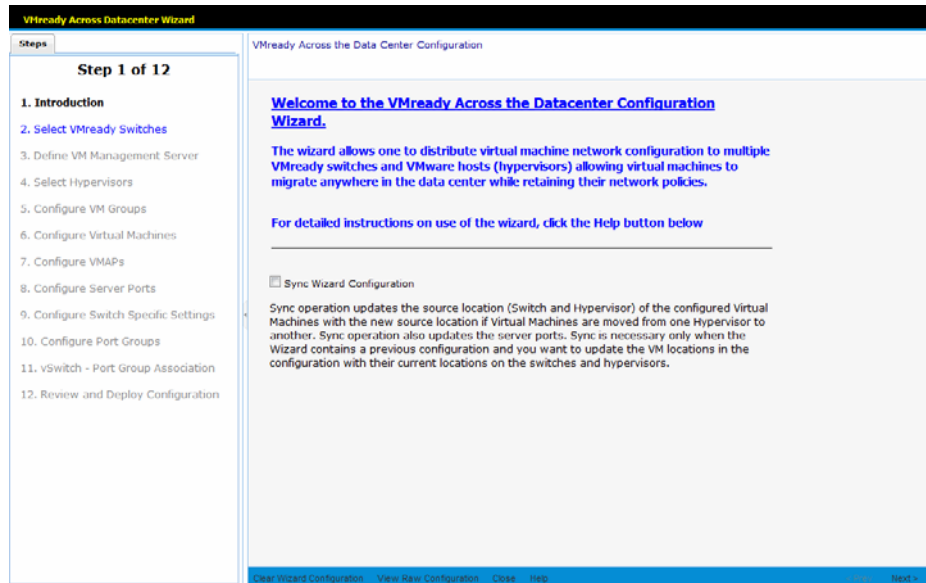 VMready Across Datacenter Wizard
Steps
Step 1 of 12
1. Introduction
2. Select VMready Switches
3. Define VM Management Server
4. Select Hypervisors
5. Configure VM Groups
6. Configure Virtual Machines
7. Configure VMAPs
8. Configure Server Ports
9. Configure Switch Specific Settings
10. Configure Port Groups
11. vSwitch - Port Group Association
12. Review and Deploy Configuration
VMready Across the Data Center Configuration
Welcome to the VMready Across the Datacenter Configuration
Wizard.
The wizard allows one to distribute virtual machine network configuration to multiple
VMready switches and VMware hosts (hypervisors) allowing virtual machines to
migrate anywhere in the data center while retaining their network policies.
For detailed instructions on use of the wizard, click the Help button below
Sync Wizard Configuration
Sync operation updates the source location (Switch and Hypervisor) of the configured Virtual
Machines with the new source location if Virtual Machines are moved from one Hypervisor to
another. Sync operation also updates the server ports. Sync is necessary only when the
Wizard contains a previous configuration and you want to update the VM locations in the
configuration with their current locations on the switches and hypervisors.
Clear Wizard Configuration View Raw Configuration Close Help Next >